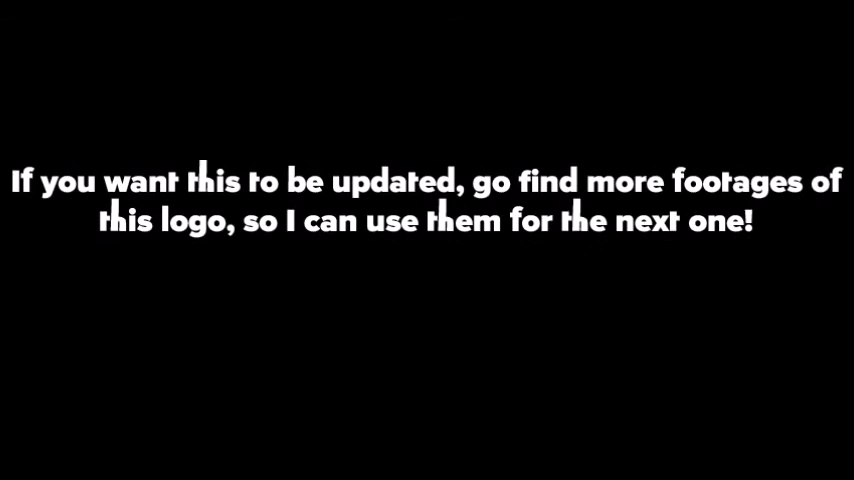 If you want this to be updated, go find more footages of
this logo, so I can use them for the next one!